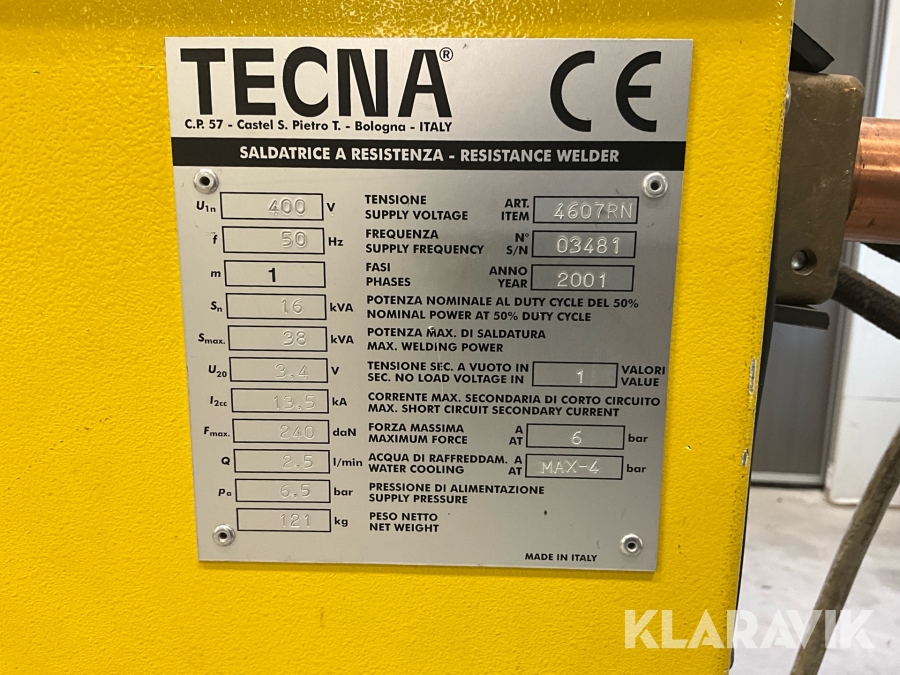 TECNA®
CE
C.P. 57 - Castel S. Pietro T. - Bologna - ITALY
SALDATRICE A RESISTENZA - RESISTANCE WELDER
U1n 400 V TENSIONE SUPPLY VOLTAGE ART. ITEM 4607RN
f 50 Hz FREQUENZA SUPPLY FREQUENCY N° S/N 03481
m 1 FASI PHASES ANNO YEAR 2001
Sn 16 kVA POTENZA NOMINALE AL DUTY CYCLE DEL 50% NOMINAL POWER AT 50% DUTY CYCLE
Smax. 38 kVA POTENZA MAX. DI SALDATURA MAX. WELDING POWER
U20 3.4 V TENSIONE SEC. A VUOTO IN SEC. NO LOAD VOLTAGE IN 1 VALORI VALUE
I2cc 13.5 kA CORRENTE MAX. SECONDARIA DI CORTO CIRCUITO MAX. SHORT CIRCUIT SECONDARY CURRENT
Fmax. 240 daN FORZA MASSIMA MAXIMUM FORCE A AT 6 bar
Q 2.5 l/min ACQUA DI RAFFREDDAM. WATER COOLING A AT MAX-4 bar
pa 6.5 bar PRESSIONE DI ALIMENTAZIONE SUPPLY PRESSURE
121 kg PESO NETTO NET WEIGHT
MADE IN ITALY
KLARAVIK